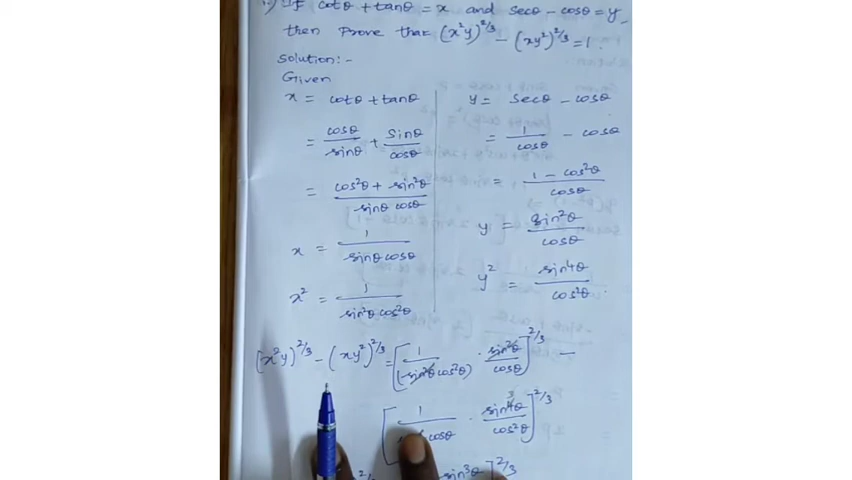 If cotθ + tanθ = x and secθ - cosθ = y,
then prove that (x²y)^2/3 - (xy²)^2/3 = 1.
Solution:-
Given
x = cotθ + tanθ
= cosθ/sinθ + sinθ/cosθ
= cos²θ + sin²θ / sinθ cosθ
x = 1/sinθ cosθ
x² = 1/sin²θ cos²θ
y = secθ - cosθ
= 1/cosθ - cosθ
= 1 - cos²θ / cosθ
y = sin²θ/cosθ
y² = sin⁴θ/cos²θ
(x²y)^2/3 - (xy²)^2/3 = [1/(sin²θ cos²θ) · sin²θ/cosθ]^2/3 -
[1/cosθ · sin⁴θ/cos²θ]^2/3
sin³θ ]^2/3